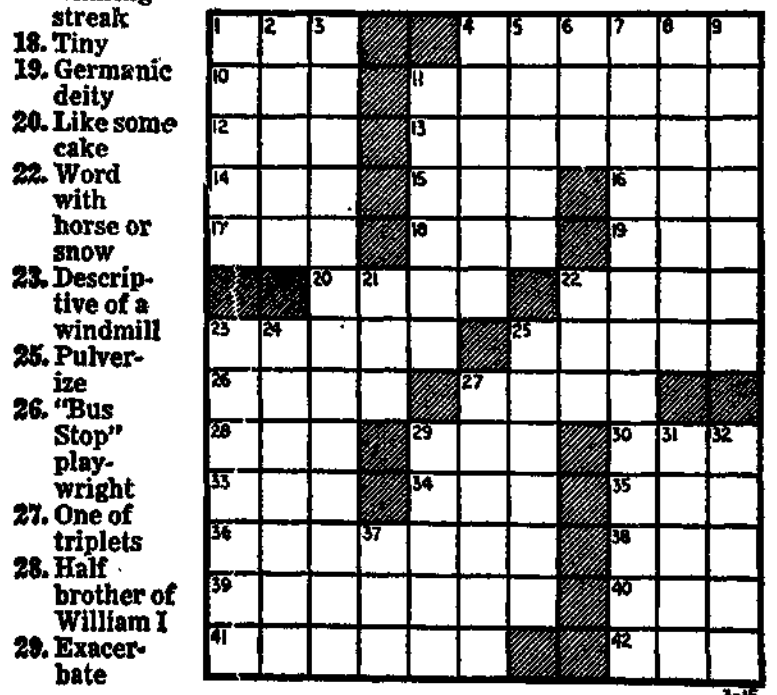 streak
18. Tiny
19. Germanic
deity
20. Like some
cake
22. Word
with
horse or
snow
23. Descrip-
tive of a
windmill
25. Pulver-
ize
26. "Bus
Stop"
play-
wright
27. One of
triplets
28. Half
brother of
William I
29. Exacer-
bate
1 2 3 4 5 6 7 8 9
10 11
12 13
14 15 16
17 18 19
20 21 22
23 24 25
26 27
28 29 30 31 32
33 34 35
36 37 38
39 40
41 42